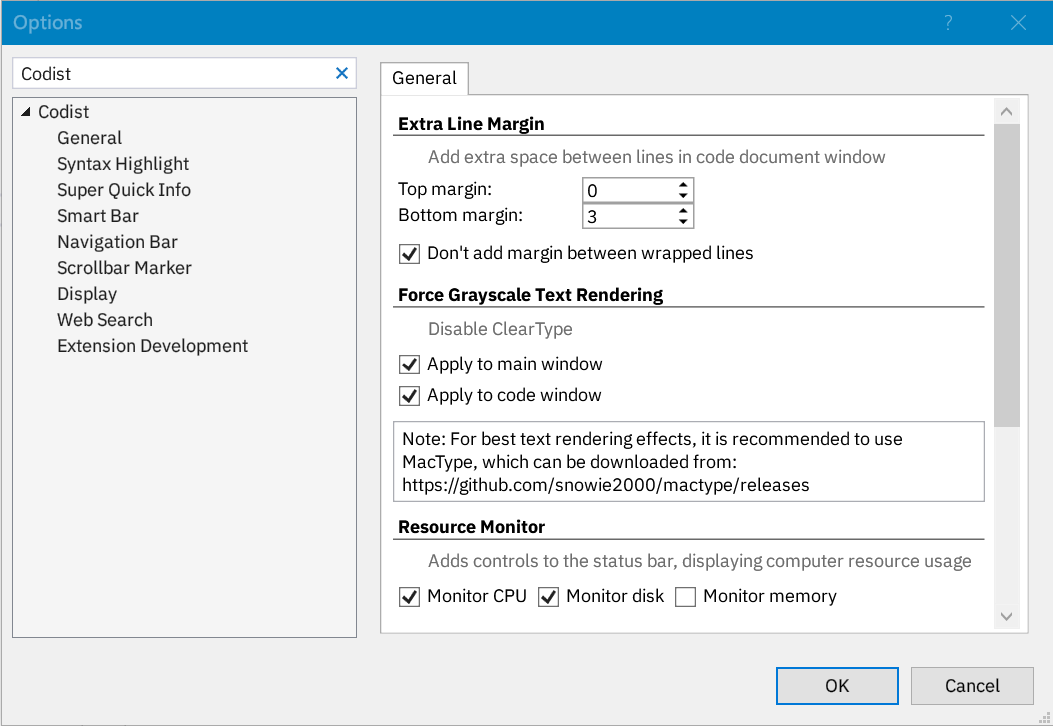 Options
?
Codist
Codist
General
Syntax Highlight
Super Quick Info
Smart Bar
Navigation Bar
Scrollbar Marker
Display
Web Search
Extension Development
General
Extra Line Margin
Add extra space between lines in code document window
Top margin: 0
Bottom margin: 3
Don't add margin between wrapped lines
Force Grayscale Text Rendering
Disable ClearType
Apply to main window
Apply to code window
Note: For best text rendering effects, it is recommended to use
MacType, which can be downloaded from:
https://github.com/snowie2000/mactype/releases
Resource Monitor
Adds controls to the status bar, displaying computer resource usage
Monitor CPU Monitor disk Monitor memory
OK Cancel